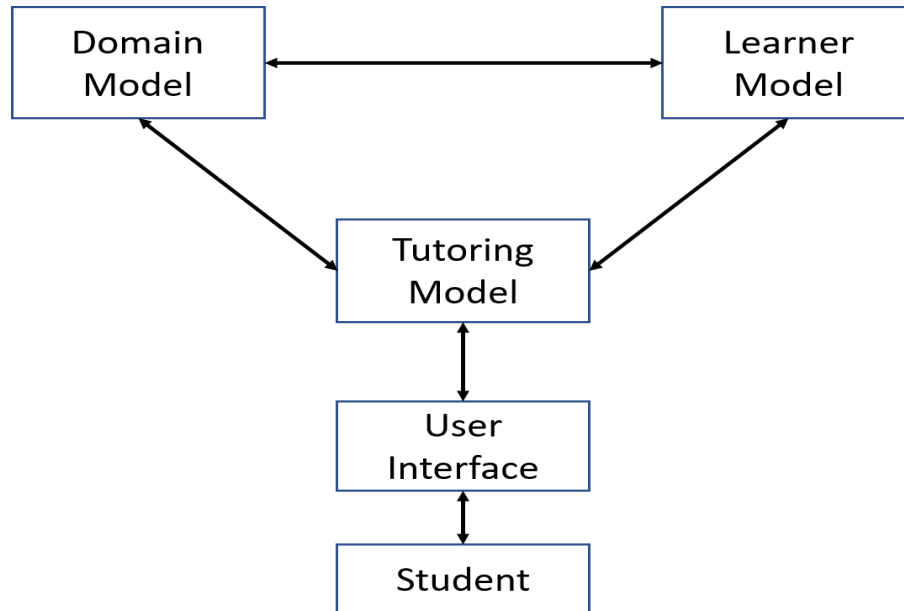 Domain
Model
Learner
Model
Tutoring
Model
User
Interface
Student